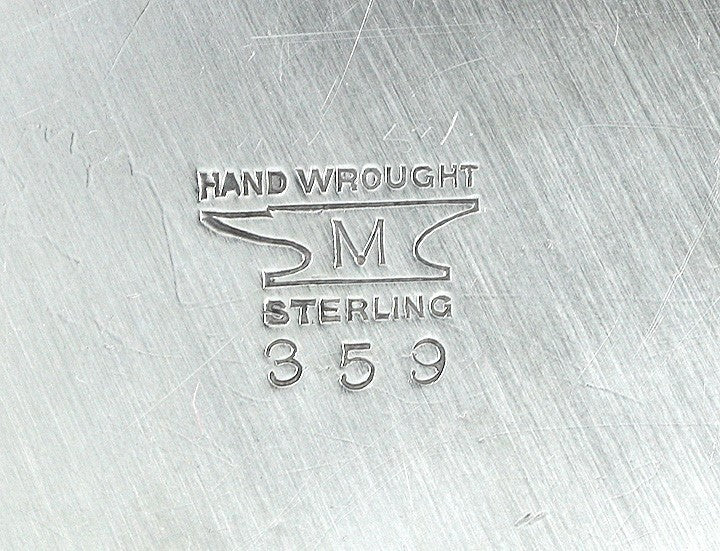 HAND WROUGHT
M
STERLING
359